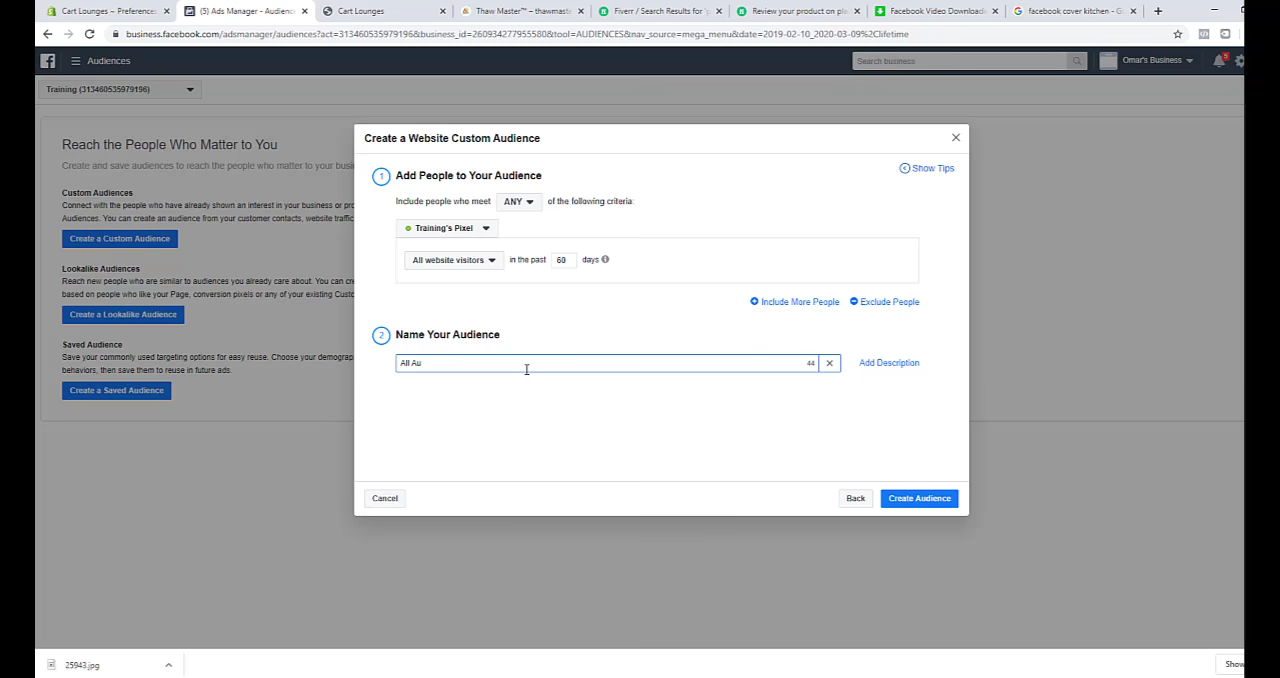 Cart Lounges ~ Preferences
(5) Ads Manager - Audienc
Cart Lounges
Thaw Master™ – thawmaste
Fiverr / Search Results for 'p
Review your product on pl
Facebook Video Download
facebook cover kitchen - G
business.facebook.com/adsmanager/audiences?act=313460535979196&business_id=260934277955580&tool=AUDIENCES&nav_source=mega_menu&date=2019-02-10_2020-03-09%2Clifetime
Audiences
Search business
Omar's Business
Training (313460535979196)
Reach the People Who Matter to You
Create and save audiences to reach the people who matter to your busi
Custom Audiences
Connect with the people who have already shown an interest in your business or pro
Audiences. You can create an audience from your customer contacts, website traffic
Create a Custom Audience
Lookalike Audiences
Reach new people who are similar to audiences you already care about. You can
based on people who like your Page, conversion pixels or any of your existing Custo
Create a Lookalike Audience
Saved Audience
Save your commonly used targeting options for easy reuse. Choose your demograp
behaviors, then save them to reuse in future ads.
Create a Saved Audience
Create a Website Custom Audience
Show Tips
1 Add People to Your Audience
Include people who meet ANY of the following criteria:
Training's Pixel
All website visitors in the past 60 days
Include More People Exclude People
2 Name Your Audience
All Au 44 Add Description
Cancel Back Create Audience
25943.jpg
Show